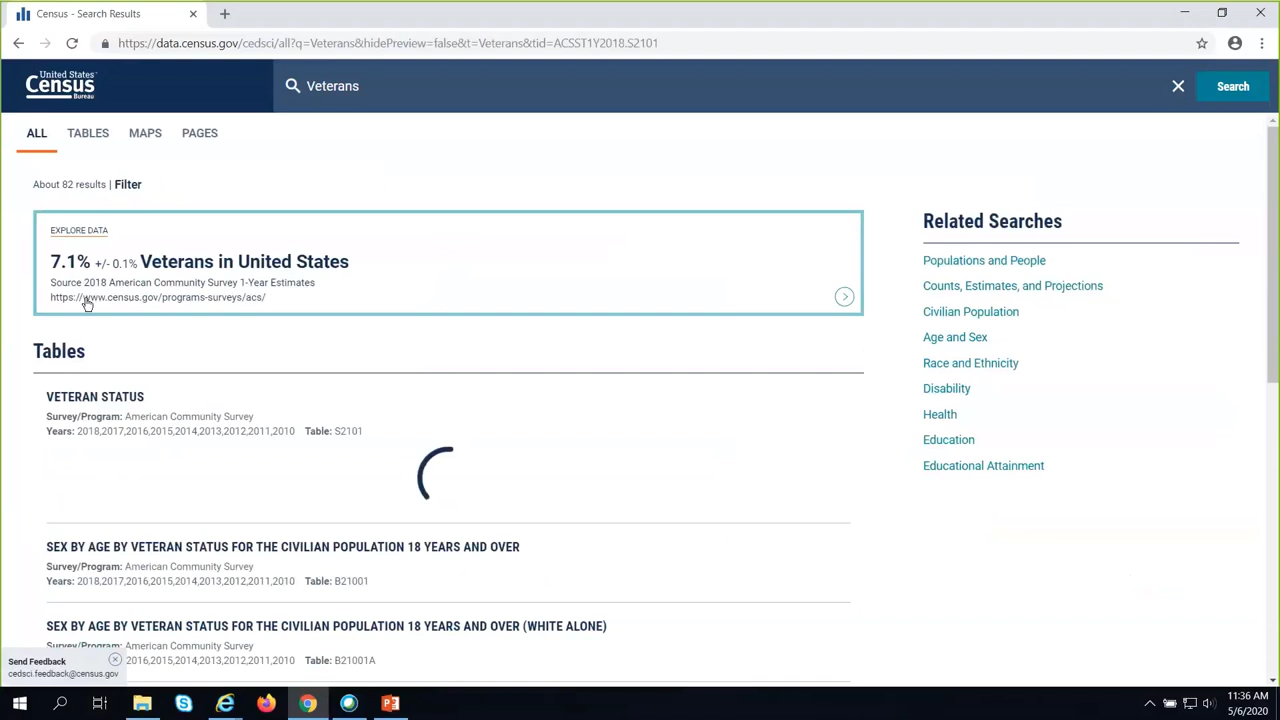 Census - Search Results
https://data.census.gov/cedsci/all?q=Veterans&hidePreview=false&t=Veterans&tid=ACSST1Y2018.S2101
United States
Census
Bureau
Veterans
Search
ALL TABLES MAPS PAGES
About 82 results | Filter
EXPLORE DATA
7.1% +/- 0.1% Veterans in United States
Source 2018 American Community Survey 1-Year Estimates
https://www.census.gov/programs-surveys/acs/
Tables
VETERAN STATUS
Survey/Program: American Community Survey
Years: 2018,2017,2016,2015,2014,2013,2012,2011,2010 Table: S2101
SEX BY AGE BY VETERAN STATUS FOR THE CIVILIAN POPULATION 18 YEARS AND OVER
Survey/Program: American Community Survey
Years: 2018,2017,2016,2015,2014,2013,2012,2011,2010 Table: B21001
SEX BY AGE BY VETERAN STATUS FOR THE CIVILIAN POPULATION 18 YEARS AND OVER (WHITE ALONE)
Survey/Program: American Community Survey
2018,2017,2016,2015,2014,2013,2012,2011,2010 Table: B21001A
Related Searches
Populations and People
Counts, Estimates, and Projections
Civilian Population
Age and Sex
Race and Ethnicity
Disability
Health
Education
Educational Attainment
Send Feedback
cedsci.feedback@census.gov
11:36 AM
5/6/2020